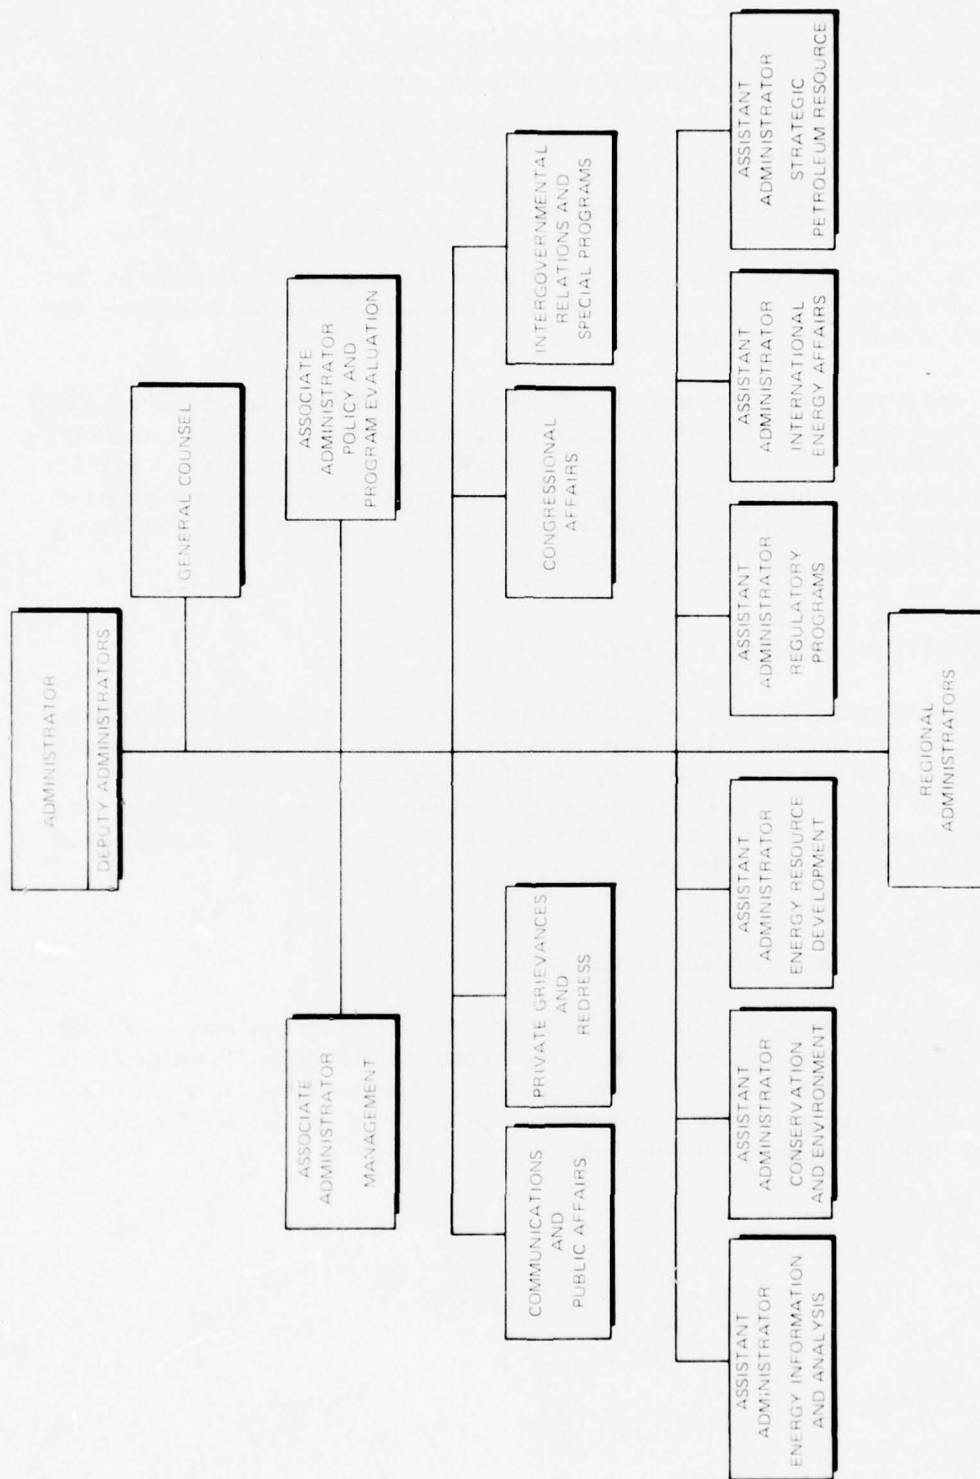 ADMINISTRATOR
DEPUTY ADMINISTRATORS
GENERAL COUNSEL
ASSOCIATE
ADMINISTRATOR
MANAGEMENT
ASSOCIATE
ADMINISTRATOR
POLICY AND
PROGRAM EVALUATION
COMMUNICATIONS
AND
PUBLIC AFFAIRS
PRIVATE GRIEVANCES
AND
REDRESS
CONGRESSIONAL
AFFAIRS
INTERGOVERNMENTAL
RELATIONS AND
SPECIAL PROGRAMS
ASSISTANT
ADMINISTRATOR
ENERGY INFORMATION
AND ANALYSIS
ASSISTANT
ADMINISTRATOR
CONSERVATION
AND ENVIRONMENT
ASSISTANT
ADMINISTRATOR
ENERGY RESOURCE
DEVELOPMENT
ASSISTANT
ADMINISTRATOR
REGULATORY
PROGRAMS
ASSISTANT
ADMINISTRATOR
INTERNATIONAL
ENERGY AFFAIRS
ASSISTANT
ADMINISTRATOR
STRATEGIC
PETROLEUM RESOURCE
REGIONAL
ADMINISTRATORS